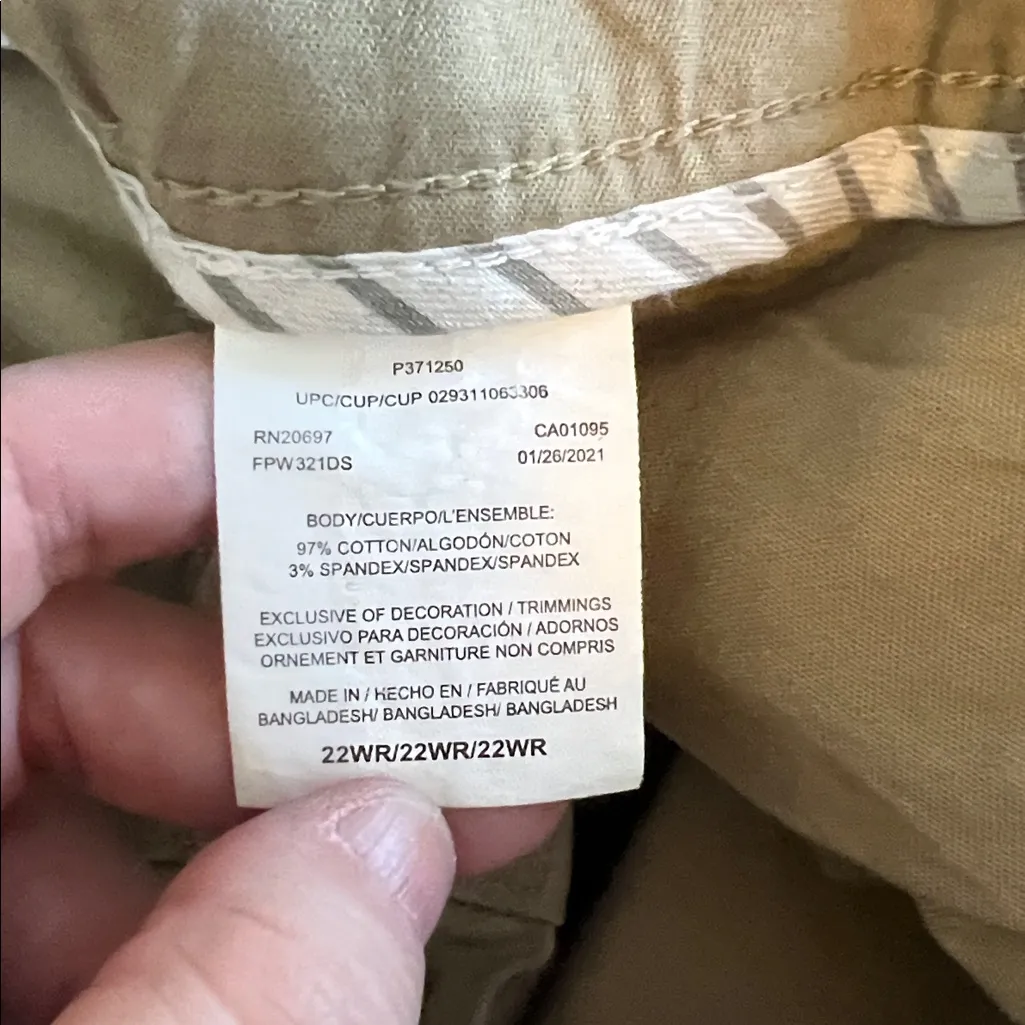 P371250
UPC/CUP/CUP 029311063306
RN20697 CA01095
FPW321DS 01/26/2021
BODY/CUERPO/L'ENSEMBLE:
97% COTTON/ALGODÓN/COTON
3% SPANDEX/SPANDEX/SPANDEX
EXCLUSIVE OF DECORATION / TRIMMINGS
EXCLUSIVO PARA DECORACIÓN / ADORNOS
ORNEMENT ET GARNITURE NON COMPRIS
MADE IN / HECHO EN / FABRIQUÉ AU
BANGLADESH/ BANGLADESH/ BANGLADESH
22WR/22WR/22WR